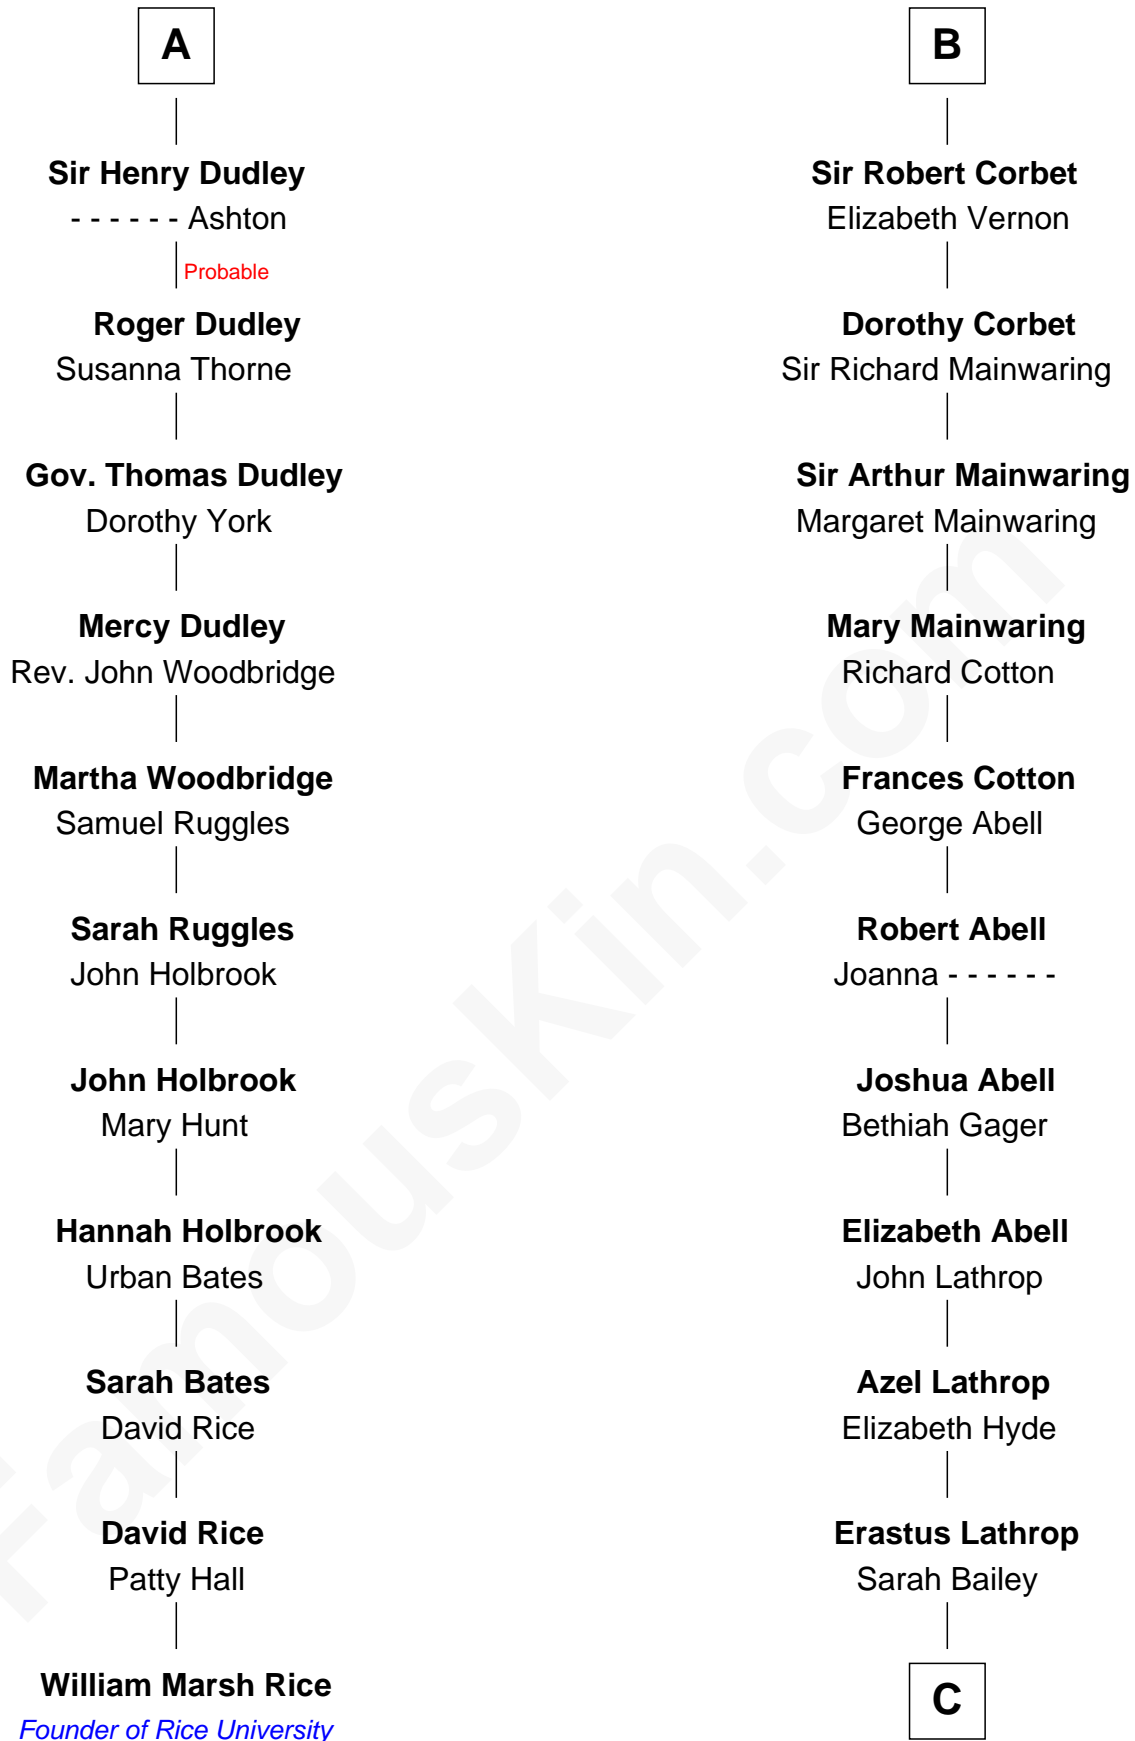 A
Sir Henry Dudley
- - - - - - Ashton
Probable
Roger Dudley
Susanna Thorne
Gov. Thomas Dudley
Dorothy York
Mercy Dudley
Rev. John Woodbridge
Martha Woodbridge
Samuel Ruggles
Sarah Ruggles
John Holbrook
John Holbrook
Mary Hunt
Hannah Holbrook
Urban Bates
Sarah Bates
David Rice
David Rice
Patty Hall
William Marsh Rice
Founder of Rice University
B
Sir Robert Corbet
Elizabeth Vernon
Dorothy Corbet
Sir Richard Mainwaring
Sir Arthur Mainwaring
Margaret Mainwaring
Mary Mainwaring
Richard Cotton
Frances Cotton
George Abell
Robert Abell
Joanna - - - - - -
Joshua Abell
Bethiah Gager
Elizabeth Abell
John Lathrop
Azel Lathrop
Elizabeth Hyde
Erastus Lathrop
Sarah Bailey
C
FamousKin.com